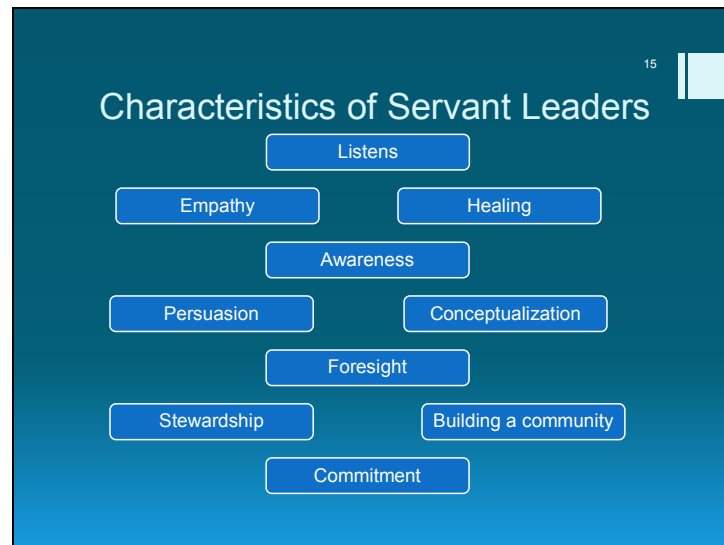 15
Characteristics of Servant Leaders
Listens
Empathy
Healing
Awareness
Persuasion
Conceptualization
Foresight
Stewardship
Building a community
Commitment